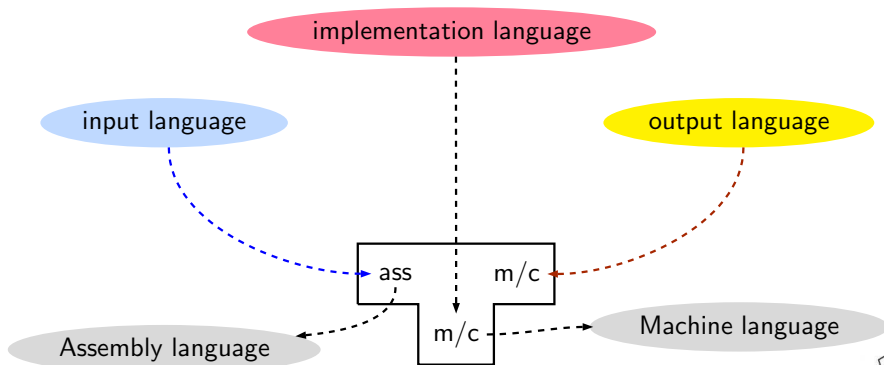 implementation language
input language
output language
ass
m/c
m/c
Machine language
Assembly language